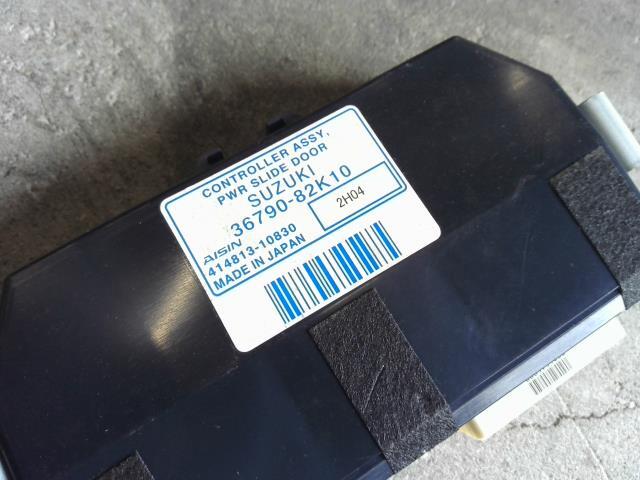 CONTROLLER ASSY,
PWR SLIDE DOOR
SUZUKI
36790-82K10
AISIN
2H04
414813-10830
MADE IN JAPAN